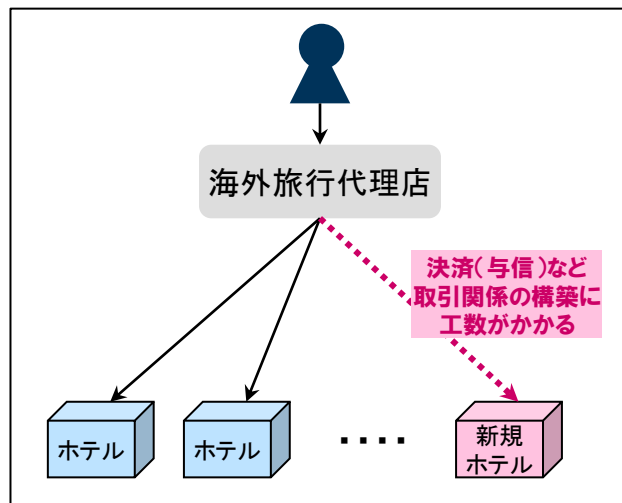 海外旅行代理店
決済(与信)など
取引関係の構築に
工数がかかる
ホテル
ホテル
････
新規
ホテル